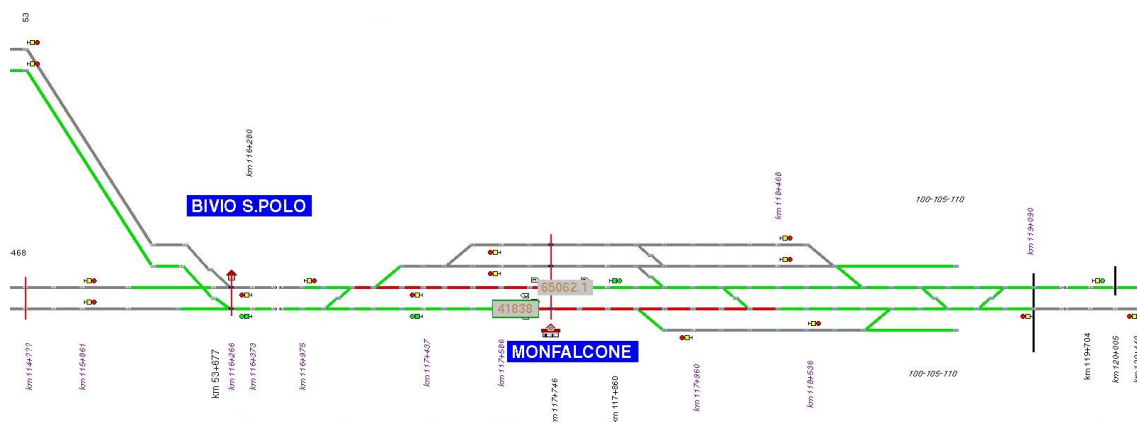 53
km 116+280
BIVIO S.POLO
km 118+468
100-105-110
km 119+090
468
65062.1
41838
MONFALCONE
km 114+???
km 115+861
km 53+677
km 116+266
km 116+373
km 116+975
km 117+437
km 117+586
km 117+746
km 117+860
km 117+960
km 118+536
100-105-110
km 119+704
km 120+005